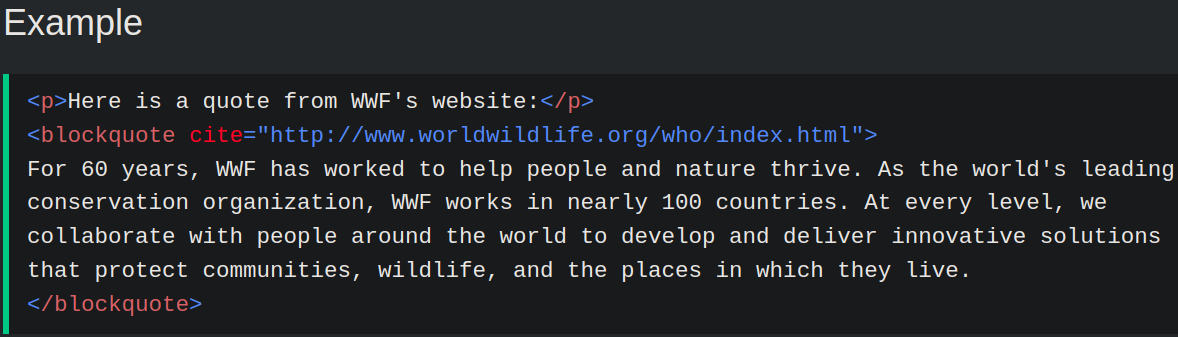 Example
<p>Here is a quote from WWF's website:</p>
<blockquote cite="http://www.worldwildlife.org/who/index.html">
For 60 years, WWF has worked to help people and nature thrive. As the world's leading
conservation organization, WWF works in nearly 100 countries. At every level, we
collaborate with people around the world to develop and deliver innovative solutions
that protect communities, wildlife, and the places in which they live.
</blockquote>